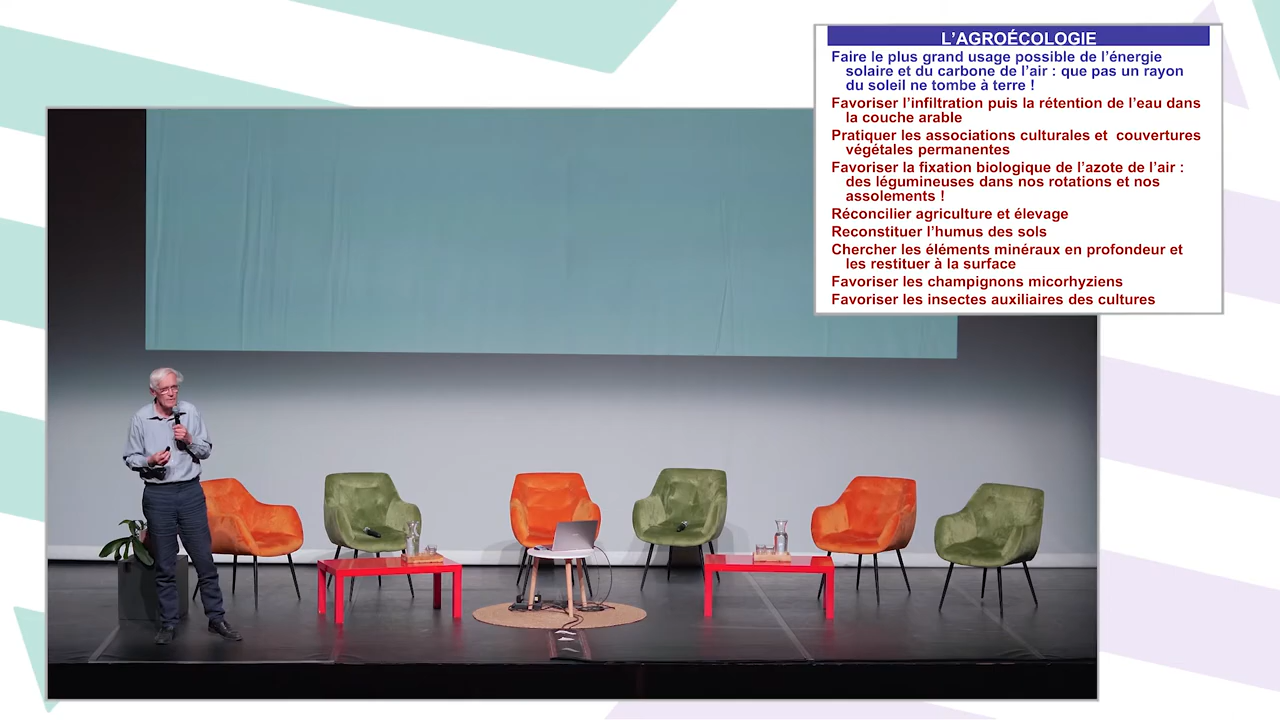 L'AGROÉCOLOGIE
Faire le plus grand usage possible de l'énergie
solaire et du carbone de l'air : que pas un rayon
du soleil ne tombe à terre !
Favoriser l'infiltration puis la rétention de l'eau dans
la couche arable
Pratiquer les associations culturales et couvertures
végétales permanentes
Favoriser la fixation biologique de l'azote de l'air :
des légumineuses dans nos rotations et nos
assolements !
Réconcilier agriculture et élevage
Reconstituer l'humus des sols
Chercher les éléments minéraux en profondeur et
les restituer à la surface
Favoriser les champignons micorhyziens
Favoriser les insectes auxiliaires des cultures